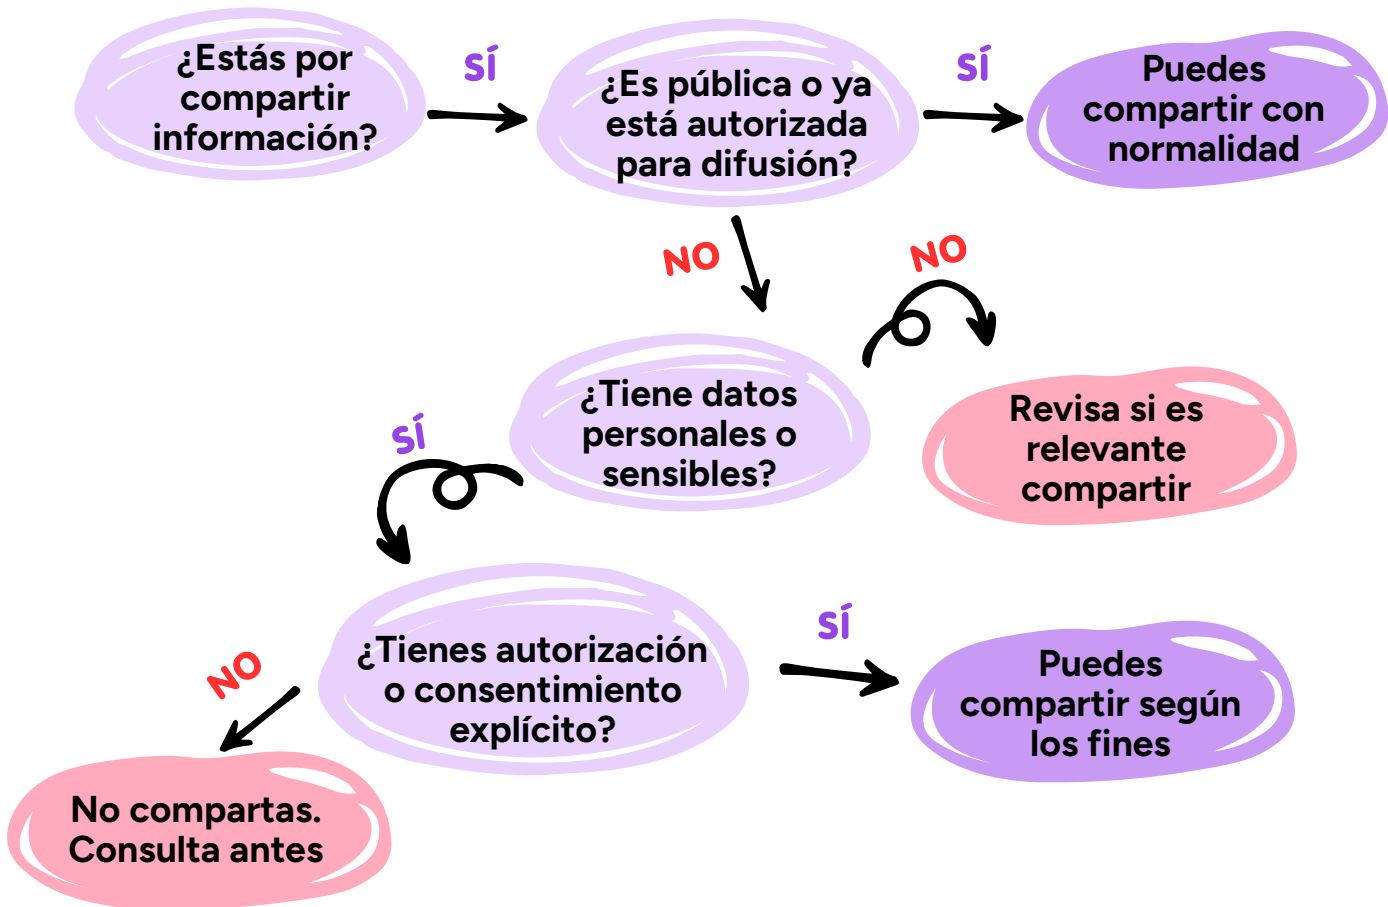 ¿Estás por
compartir
información?
SÍ
¿Es pública o ya
está autorizada
para difusión?
SÍ
Puedes
compartir con
normalidad
NO
NO
¿Tiene datos
personales o
sensibles?
Revisa si es
relevante
compartir
SÍ
¿Tienes autorización
o consentimiento
explícito?
SÍ
Puedes
compartir según
los fines
NO
No compartas.
Consulta antes